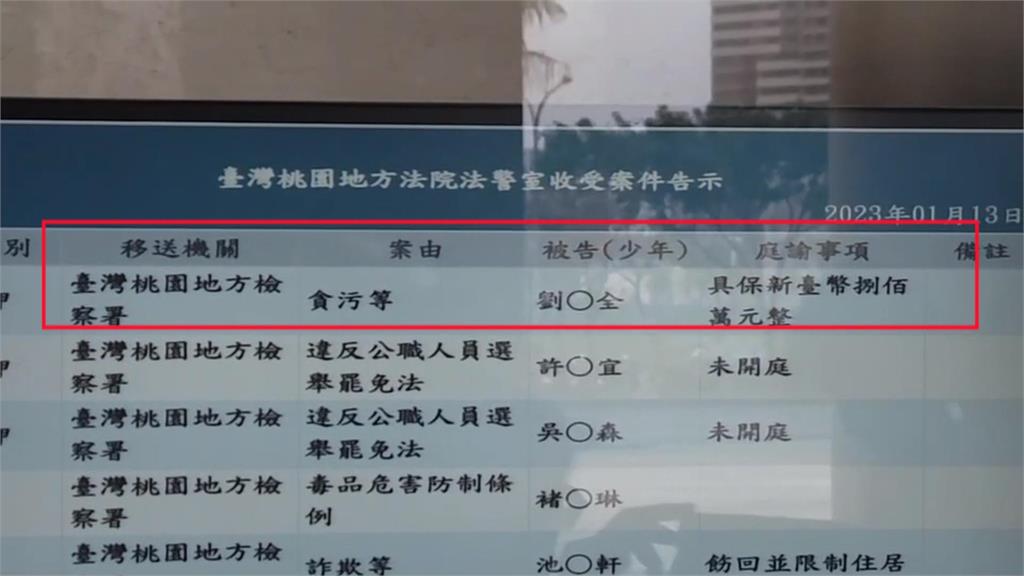 臺灣桃園地方法院法警室收受案件告示
2023年01月13日
別 移送機關 案由 被告(少年) 庭諭事項 備註
臺灣桃園地方檢察署 貪污等 劉〇全 具保新臺幣捌佰萬元整
臺灣桃園地方檢察署 違反公職人員選舉罷免法 許〇宜 未開庭
臺灣桃園地方檢察署 違反公職人員選舉罷免法 吳〇森 未開庭
臺灣桃園地方檢察署 毒品危害防制條例 褚〇琳
臺灣桃園地方檢 詐欺等 池〇軒 飭回並限制住居